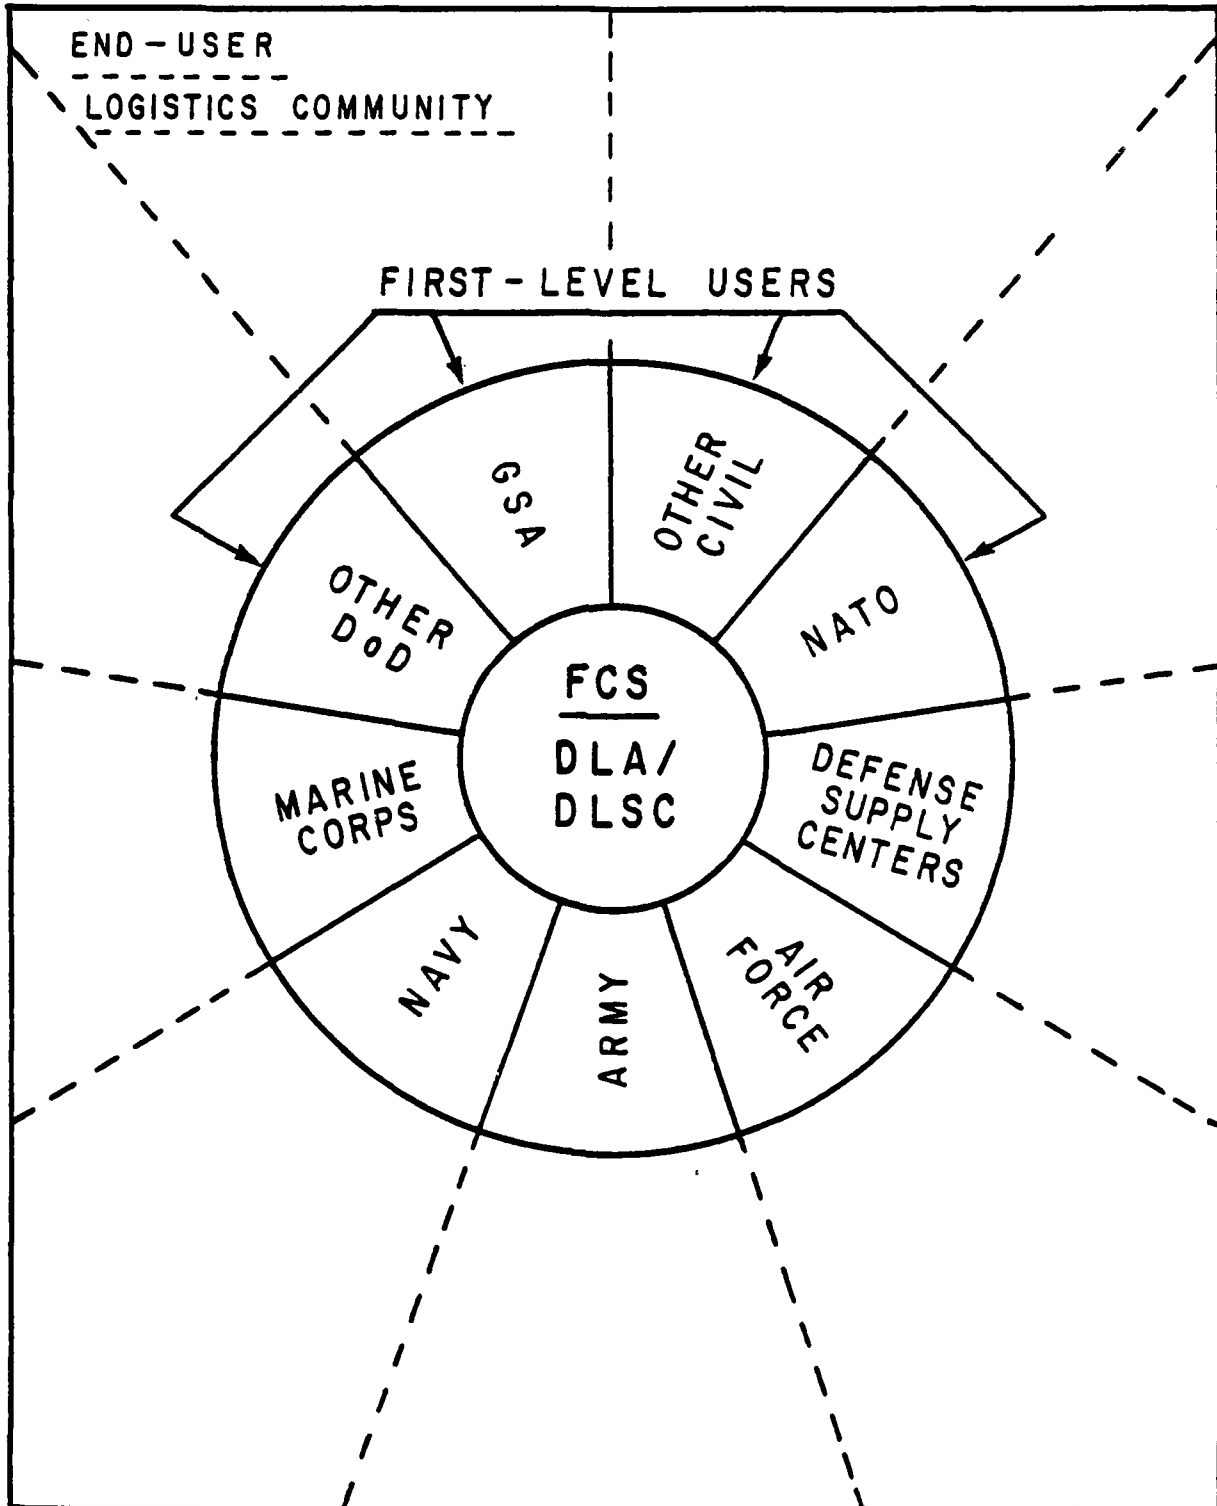 END-USER
LOGISTICS COMMUNITY
FIRST-LEVEL USERS
GSA
OTHER
CIVIL
OTHER
DoD
NATO
FCS
DLA/
DLSC
MARINE
CORPS
DEFENSE
SUPPLY
CENTERS
NAVY
ARMY
AIR
FORCE